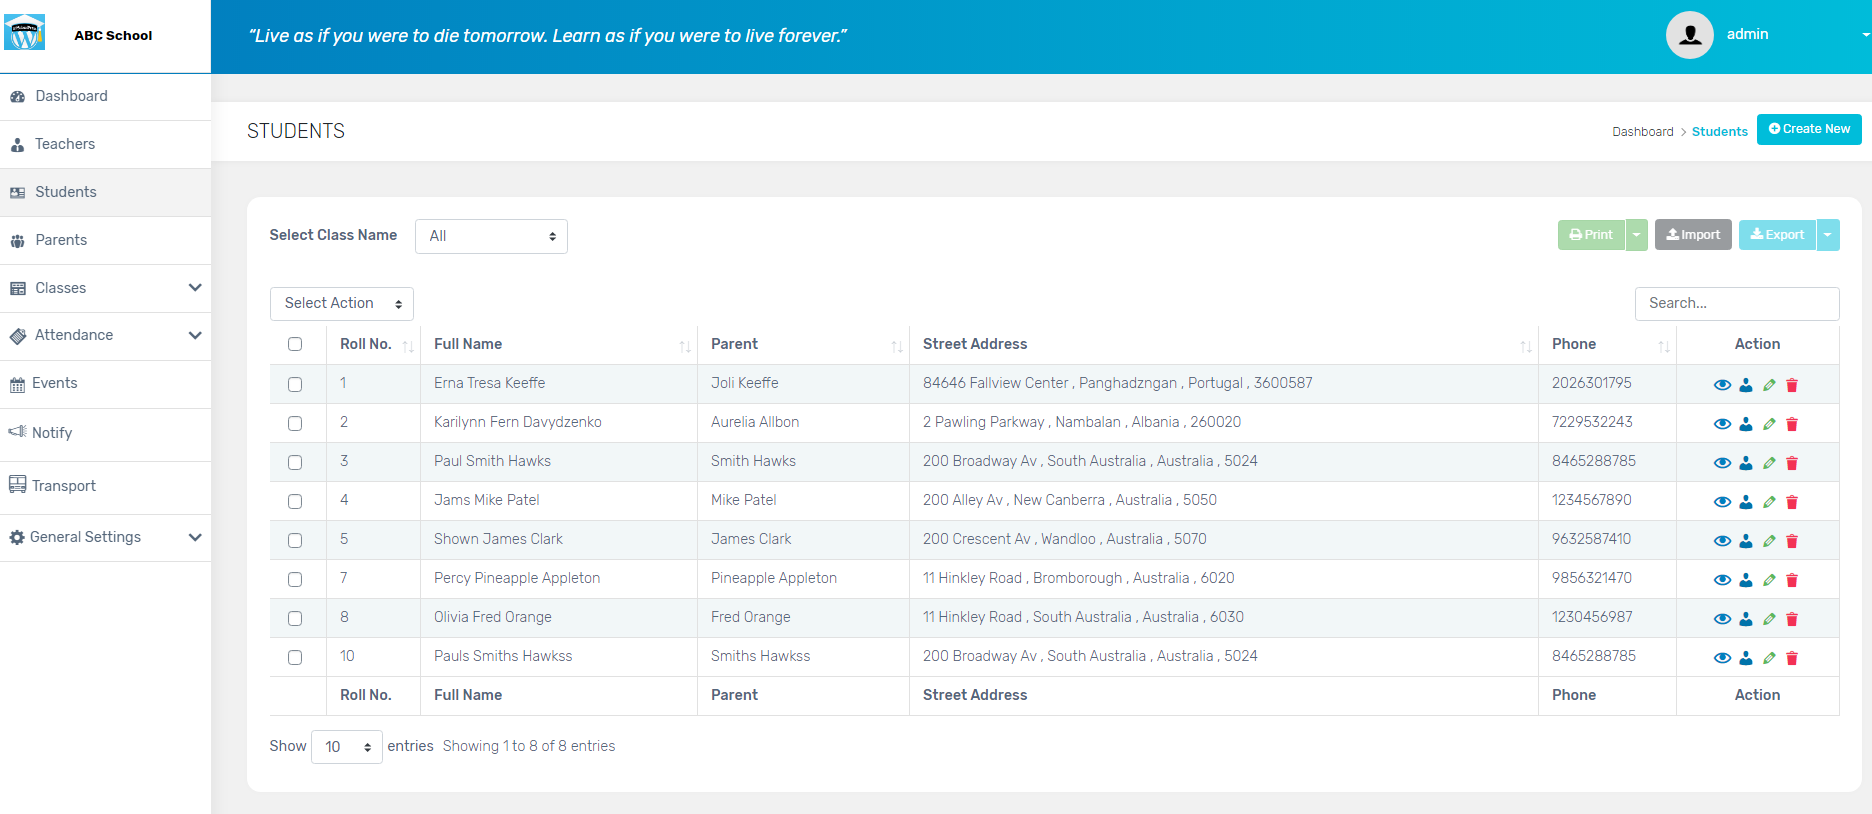 ABC School
“Live as if you were to die tomorrow. Learn as if you were to live forever.”
admin
Dashboard
Teachers
Students
Parents
Classes
Attendance
Events
Notify
Transport
General Settings
STUDENTS
Dashboard > Students
Create New
Select Class Name All
Print Import Export
Select Action
Search...
Roll No. Full Name Parent Street Address Phone Action
1 Erna Tresa Keeffe Joli Keeffe 84646 Fallview Center , Panghadzngan , Portugal , 3600587 2026301795
2 Karilynn Fern Davydzenko Aurelia Allbon 2 Pawling Parkway , Nambalan , Albania , 260020 7229532243
3 Paul Smith Hawks Smith Hawks 200 Broadway Av , South Australia , Australia , 5024 8465288785
4 Jams Mike Patel Mike Patel 200 Alley Av , New Canberra , Australia , 5050 1234567890
5 Shown James Clark James Clark 200 Crescent Av , Wandloo , Australia , 5070 9632587410
7 Percy Pineapple Appleton Pineapple Appleton 11 Hinkley Road , Bromborough , Australia , 6020 9856321470
8 Olivia Fred Orange Fred Orange 11 Hinkley Road , South Australia , Australia , 6030 1230456987
10 Pauls Smiths Hawkss Smiths Hawkss 200 Broadway Av , South Australia , Australia , 5024 8465288785
Roll No. Full Name Parent Street Address Phone Action
Show 10 entries Showing 1 to 8 of 8 entries